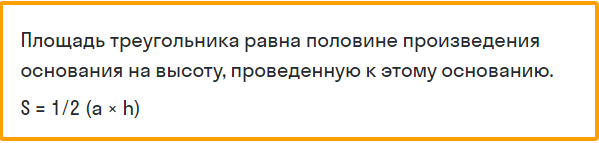 Площадь треугольника равна половине произведения
основания на высоту, проведенную к этому основанию.
S = 1/2 (a × h)